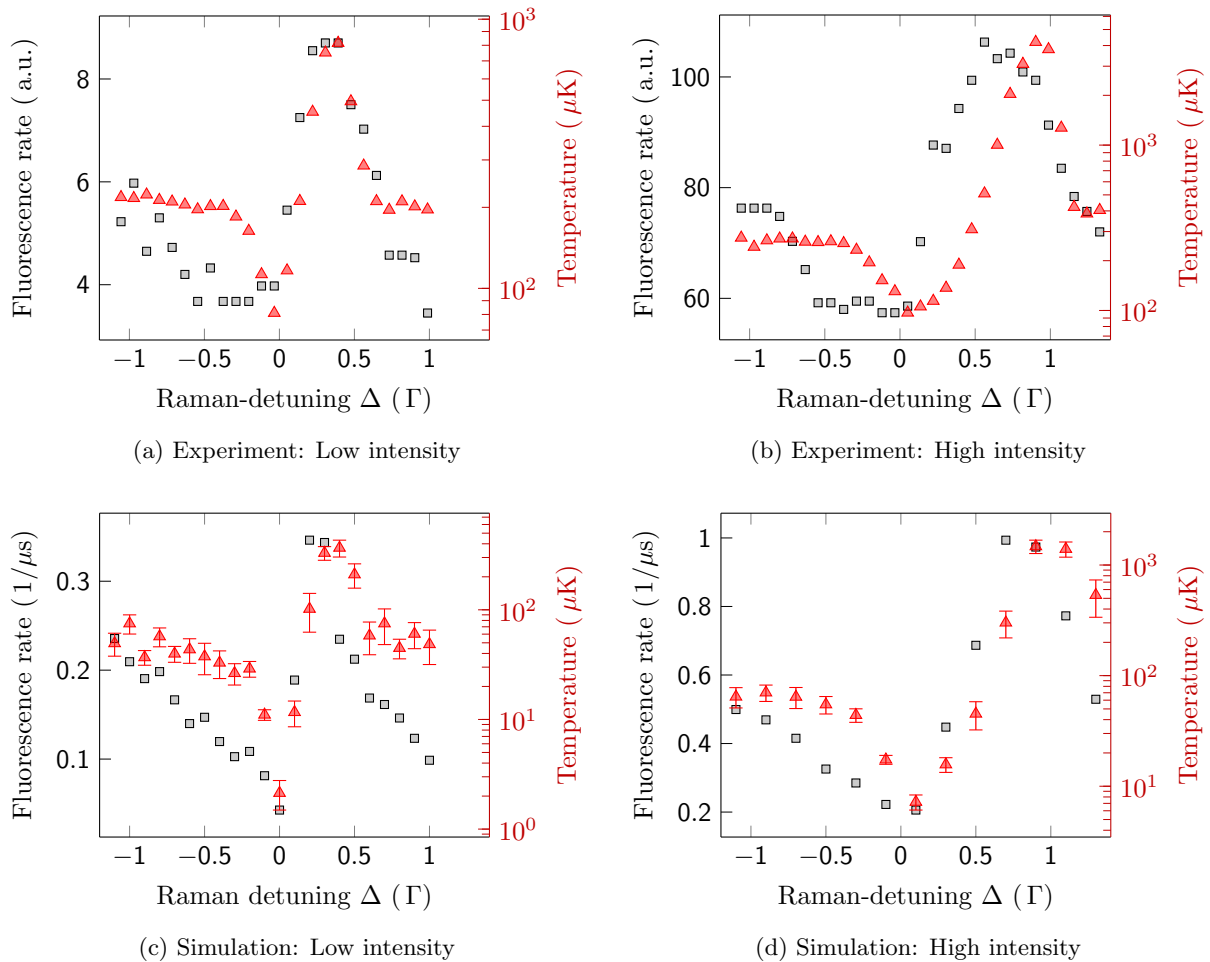 Fluorescence rate ( a.u.)
8
6
4
10³
10²
Temperature ( μK)
−1
−0.5
0
0.5
1
Raman-detuning Δ ( Γ)
(a) Experiment: Low intensity
Fluorescence rate ( a.u.)
100
80
60
10³
10²
Temperature ( μK)
−1
−0.5
0
0.5
1
Raman-detuning Δ ( Γ)
(b) Experiment: High intensity
Fluorescence rate ( 1/μs)
0.3
0.2
0.1
10²
10¹
10⁰
Temperature ( μK)
−1
−0.5
0
0.5
1
Raman detuning Δ ( Γ)
(c) Simulation: Low intensity
Fluorescence rate ( 1/μs)
1
0.8
0.6
0.4
0.2
10³
10²
10¹
Temperature ( μK)
−1
−0.5
0
0.5
1
Raman-detuning Δ ( Γ)
(d) Simulation: High intensity